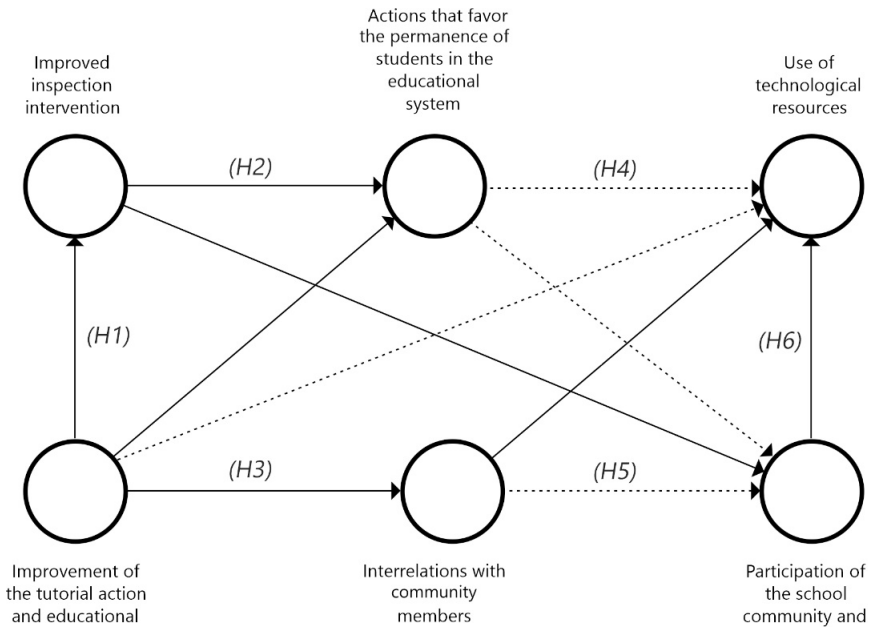 Actions that favor
the permanence of
students in the
educational
system
Improved
inspection
intervention
Use of
technological
resources
(H2)
(H4)
(H1)
(H6)
(H3)
(H5)
Improvement of
the tutorial action
and educational
Interrelations with
community
members
Participation of
the school
community and